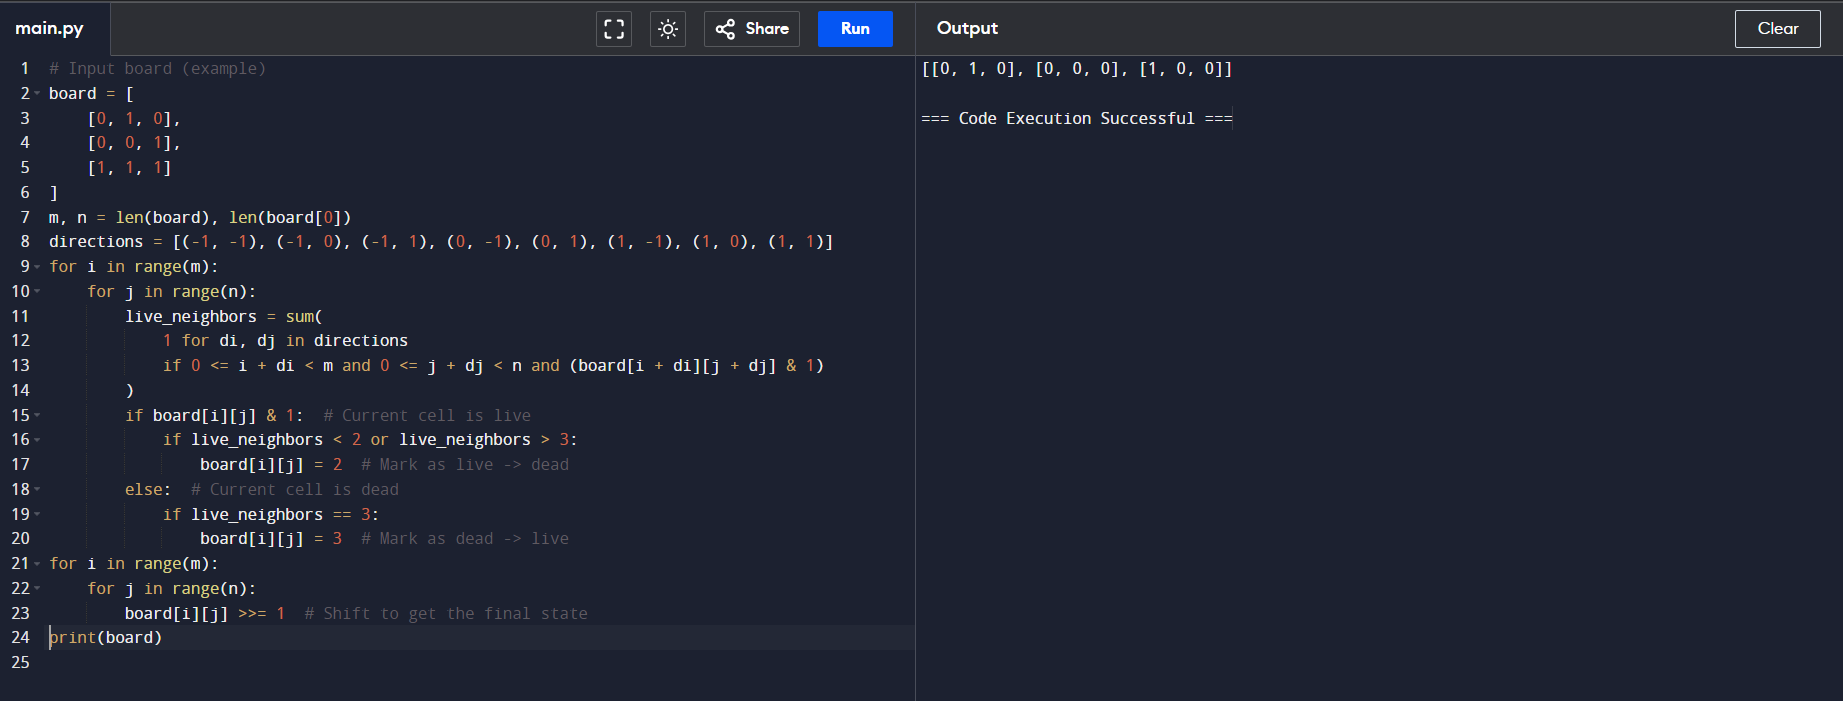 main.py
Share
Run
Output
Clear
1 # Input board (example)
2 board = [
3     [0, 1, 0],
4     [0, 0, 1],
5     [1, 1, 1]
6 ]
7 m, n = len(board), len(board[0])
8 directions = [(-1, -1), (-1, 0), (-1, 1), (0, -1), (0, 1), (1, -1), (1, 0), (1, 1)]
9 for i in range(m):
10     for j in range(n):
11         live_neighbors = sum(
12             1 for di, dj in directions
13             if 0 <= i + di < m and 0 <= j + dj < n and (board[i + di][j + dj] & 1)
14         )
15         if board[i][j] & 1:  # Current cell is live
16             if live_neighbors < 2 or live_neighbors > 3:
17                 board[i][j] = 2  # Mark as live -> dead
18         else:  # Current cell is dead
19             if live_neighbors == 3:
20                 board[i][j] = 3  # Mark as dead -> live
21 for i in range(m):
22     for j in range(n):
23         board[i][j] >>= 1  # Shift to get the final state
24 print(board)
25
[[0, 1, 0], [0, 0, 0], [1, 0, 0]]
=== Code Execution Successful ===